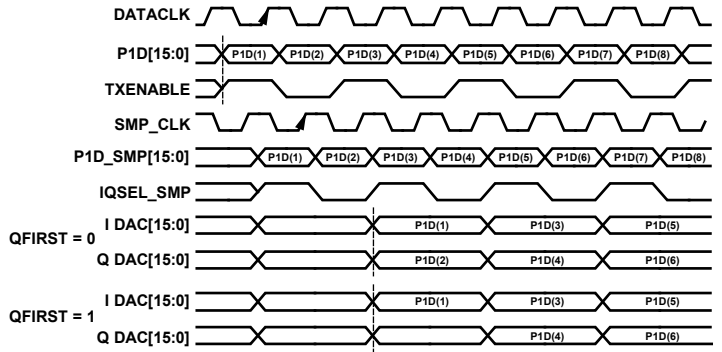 DATACLK
P1D[15:0] P1D(1) P1D(2) P1D(3) P1D(4) P1D(5) P1D(6) P1D(7) P1D(8)
TXENABLE
SMP_CLK
P1D_SMP[15:0] P1D(1) P1D(2) P1D(3) P1D(4) P1D(5) P1D(6) P1D(7) P1D(8)
IQSEL_SMP
I DAC[15:0] P1D(1) P1D(3) P1D(5)
QFIRST = 0
Q DAC[15:0] P1D(2) P1D(4) P1D(6)
I DAC[15:0] P1D(1) P1D(3) P1D(5)
QFIRST = 1
Q DAC[15:0] P1D(4) P1D(6)